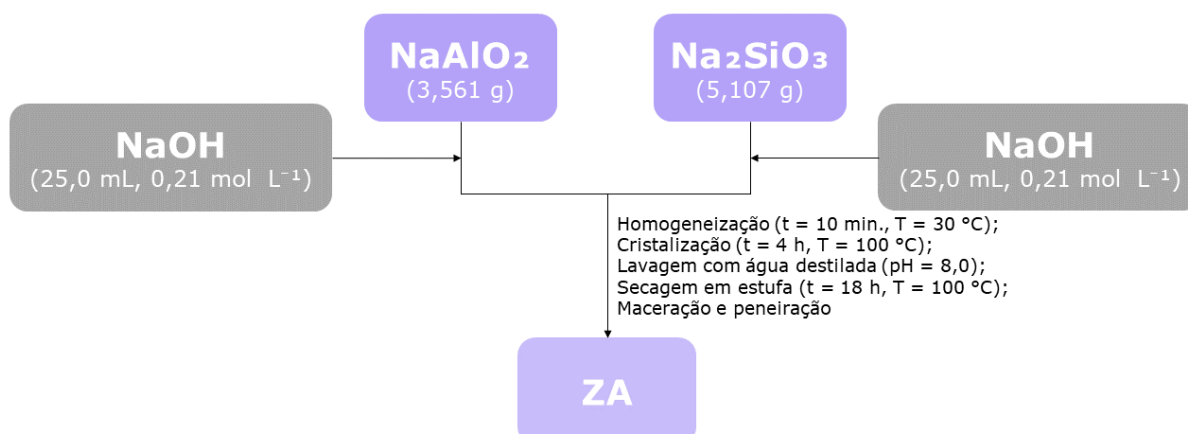 NaAlO₂
(3,561 g)
Na₂SiO₃
(5,107 g)
NaOH
(25,0 mL, 0,21 mol L⁻¹)
NaOH
(25,0 mL, 0,21 mol L⁻¹)
Homogeneização (t = 10 min., T = 30 °C);
Cristalização (t = 4 h, T = 100 °C);
Lavagem com água destilada (pH = 8,0);
Secagem em estufa (t = 18 h, T = 100 °C);
Maceração e peneiração
ZA